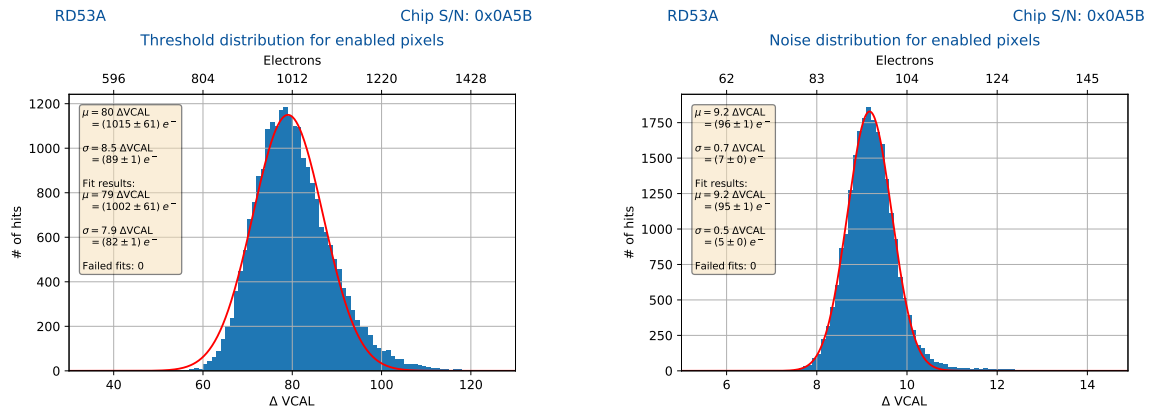 RD53A
Chip S/N: 0x0A5B
Threshold distribution for enabled pixels
Electrons
596 804 1012 1220 1428
# of hits
1200
1000
800
600
400
200
0
μ = 80 ΔVCAL
= (1015 ± 61) e⁻
σ = 8.5 ΔVCAL
= (89 ± 1) e⁻
Fit results:
μ = 79 ΔVCAL
= (1002 ± 61) e⁻
σ = 7.9 ΔVCAL
= (82 ± 1) e⁻
Failed fits: 0
40 60 80 100 120
Δ VCAL
RD53A
Chip S/N: 0x0A5B
Noise distribution for enabled pixels
Electrons
62 83 104 124 145
# of hits
1750
1500
1250
1000
750
500
250
0
μ = 9.2 ΔVCAL
= (96 ± 1) e⁻
σ = 0.7 ΔVCAL
= (7 ± 0) e⁻
Fit results:
μ = 9.2 ΔVCAL
= (95 ± 1) e⁻
σ = 0.5 ΔVCAL
= (5 ± 0) e⁻
Failed fits: 0
6 8 10 12 14
Δ VCAL